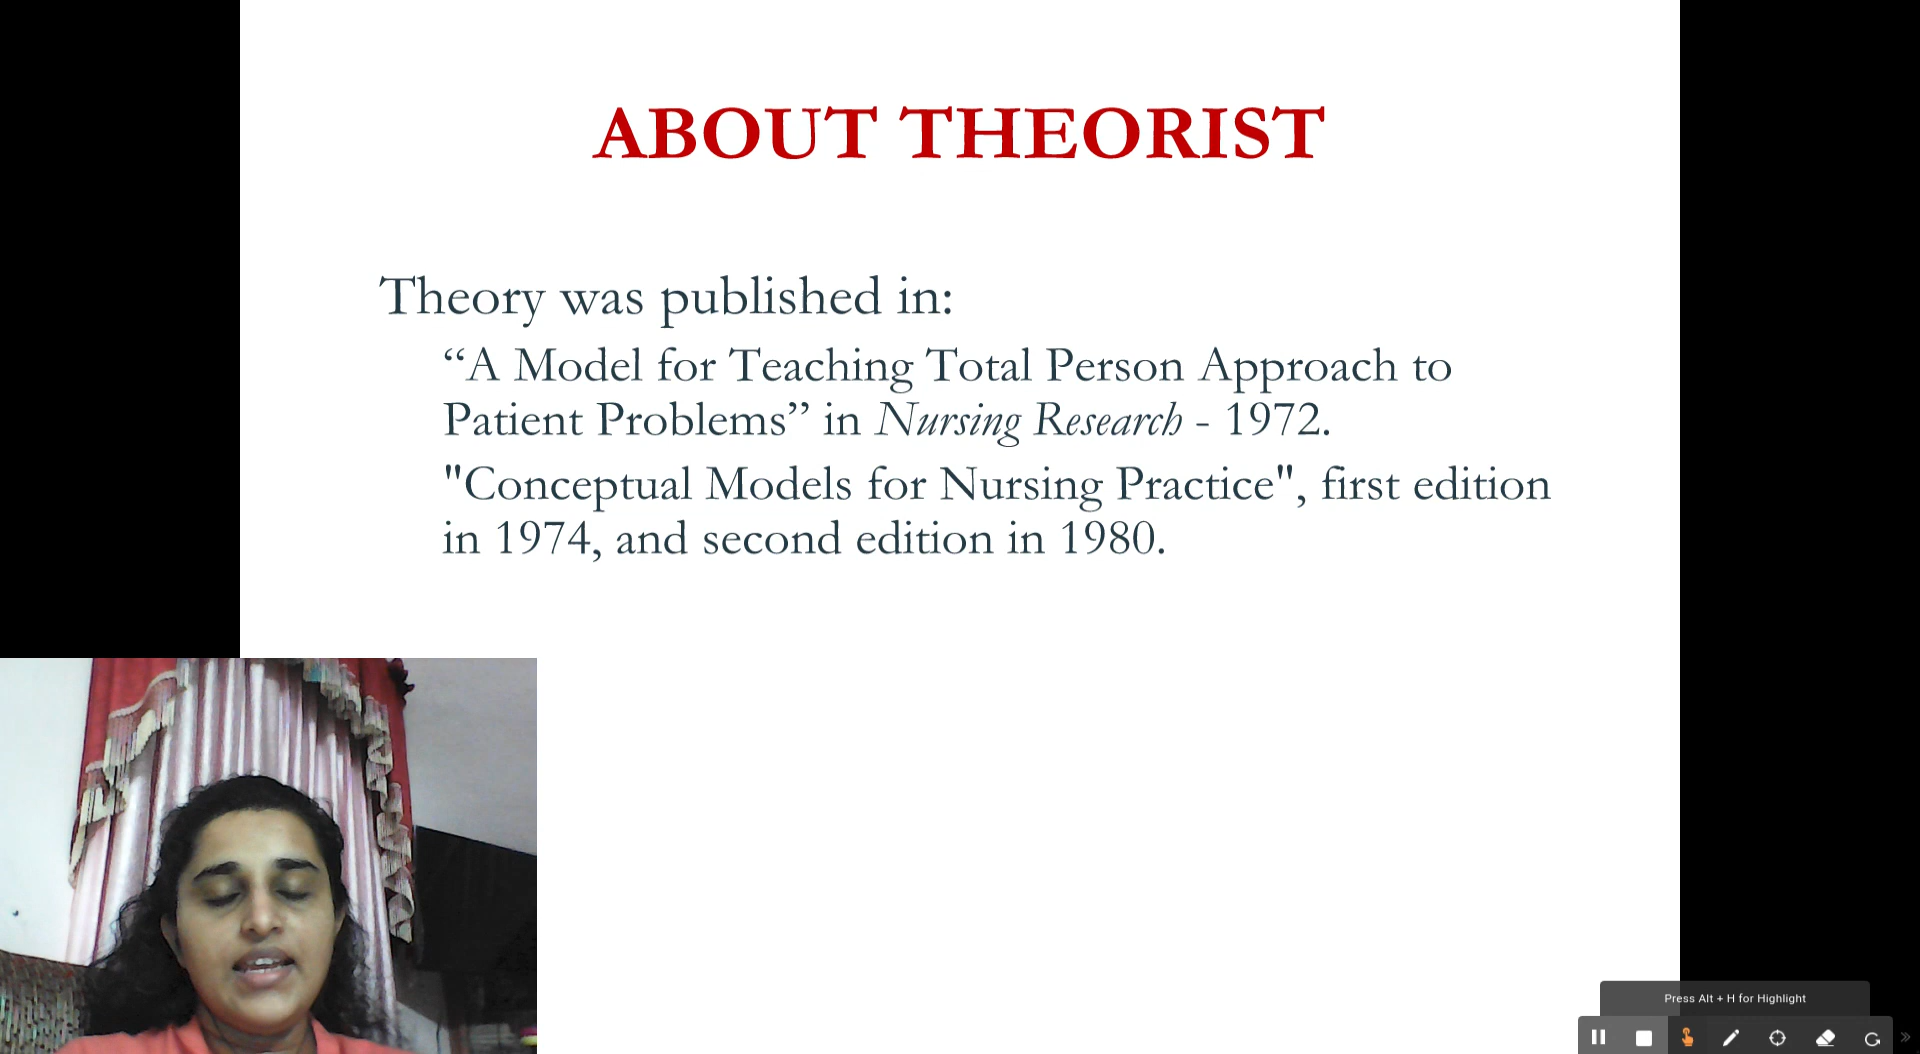 ABOUT THEORIST
Theory was published in:
“A Model for Teaching Total Person Approach to
Patient Problems” in Nursing Research - 1972.
"Conceptual Models for Nursing Practice", first edition
in 1974, and second edition in 1980.
Press Alt + H for Highlight